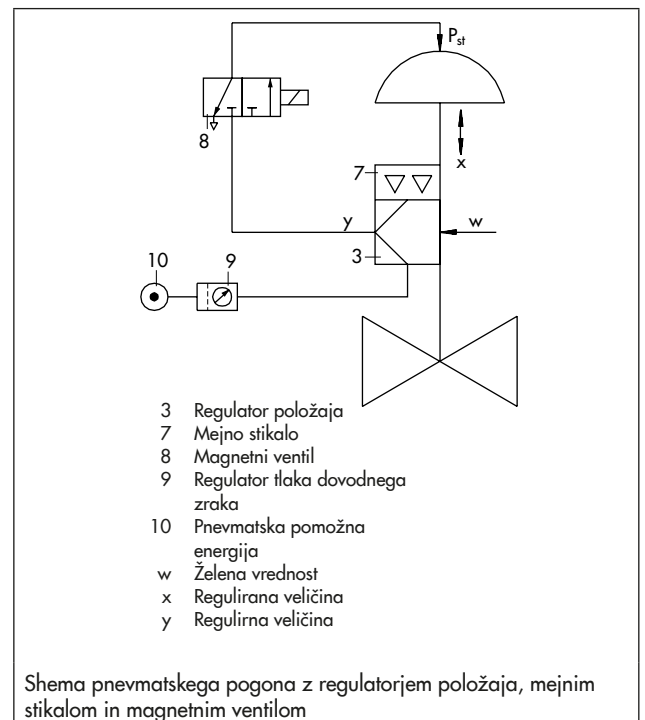 Pst
8
7
x
y
w
3
10
9
3 Regulator položaja
7 Mejno stikalo
8 Magnetni ventil
9 Regulator tlaka dovodnega
zraka
10 Pnevmatska pomožna
energija
w Želena vrednost
x Regulirana veličina
y Regulirna veličina
Shema pnevmatskega pogona z regulatorjem položaja, mejnim
stikalom in magnetnim ventilom